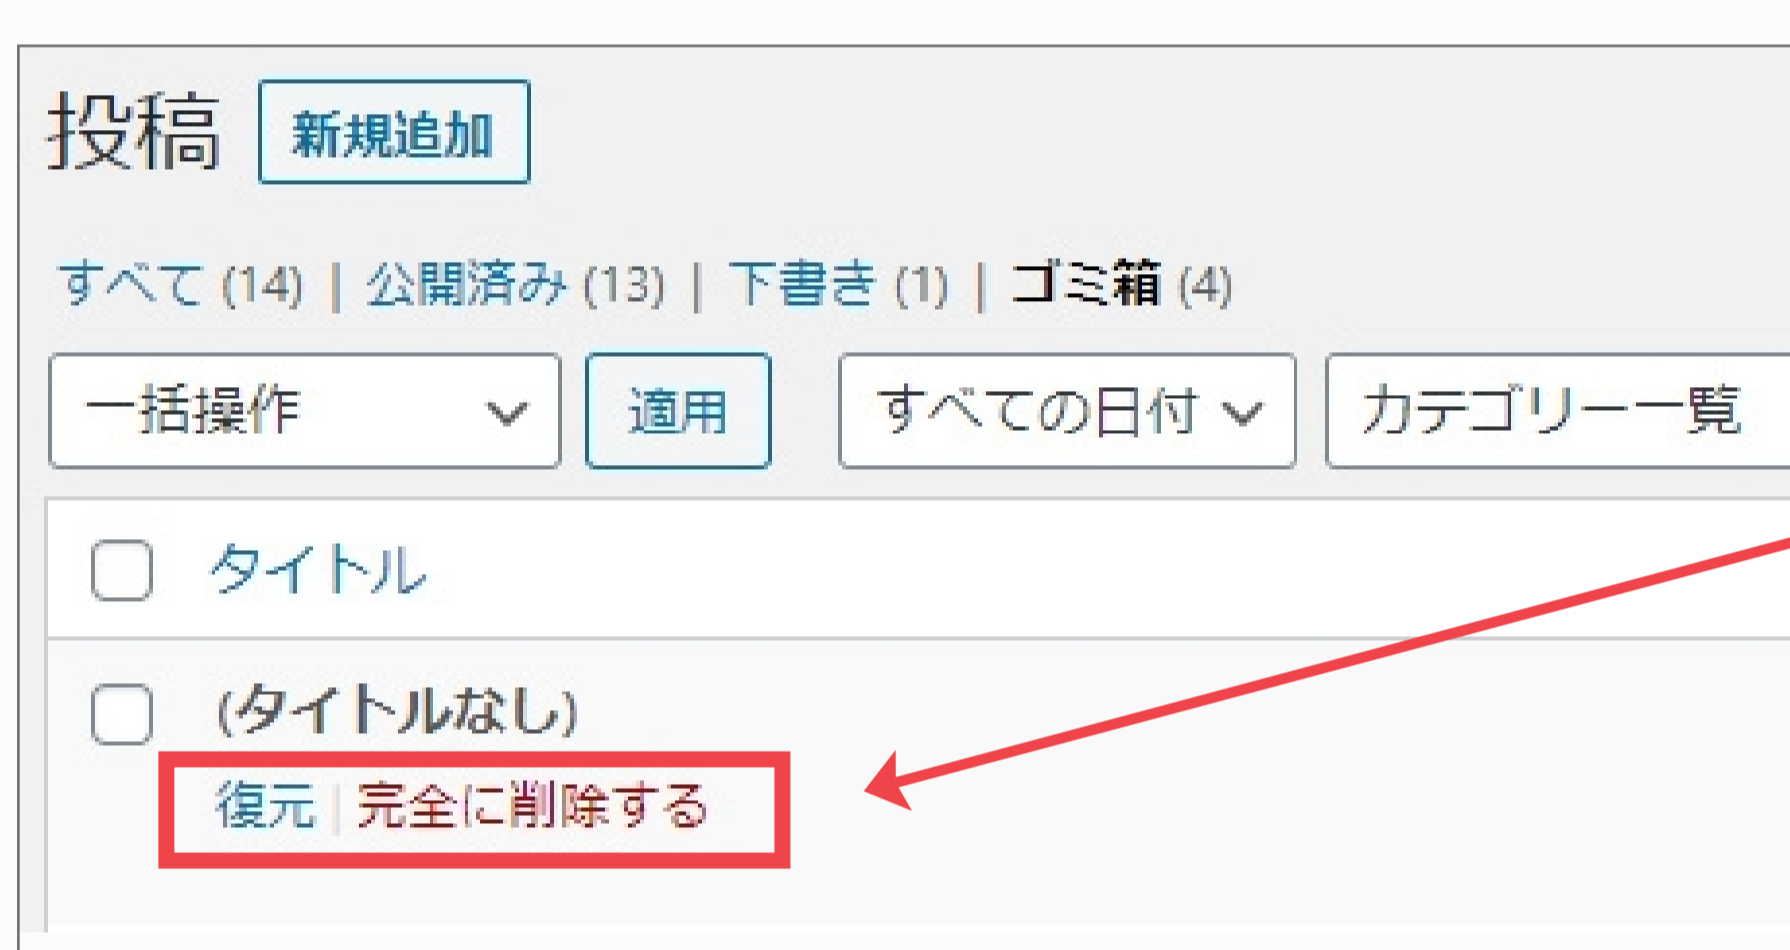 投稿 新規追加
すべて (14) | 公開済み (13) | 下書き (1) | ゴミ箱 (4)
一括操作 適用 すべての日付 カテゴリー一覧
タイトル
(タイトルなし)
復元 | 完全に削除する